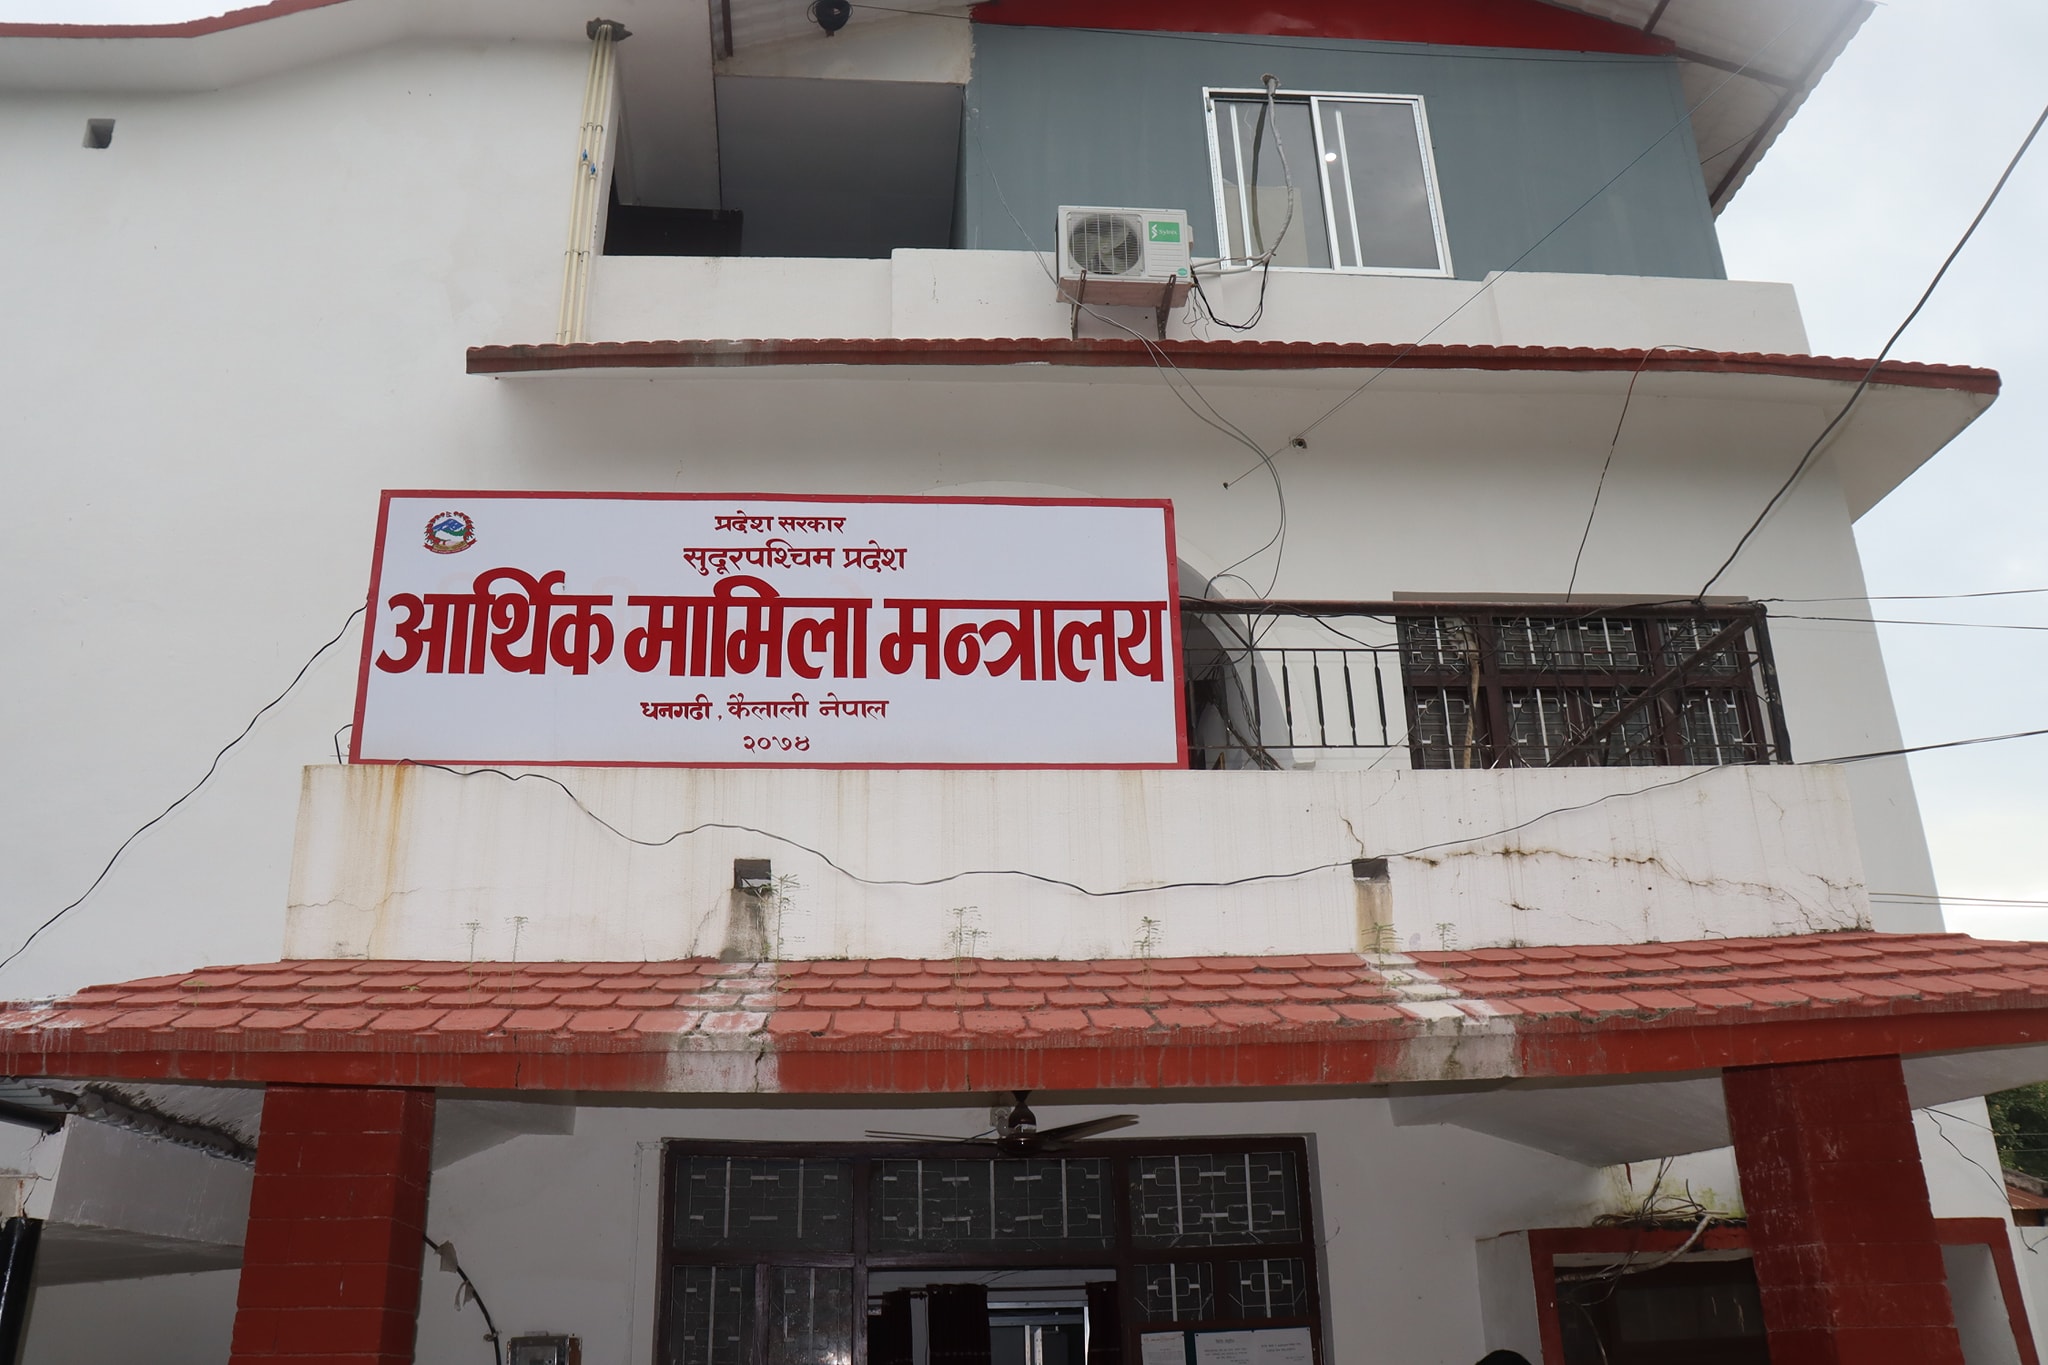 प्रदेश सरकार
सुदूरपश्चिम प्रदेश
आर्थिक मामिला मन्त्रालय
धनगढी, कैलाली नेपाल
२०७४